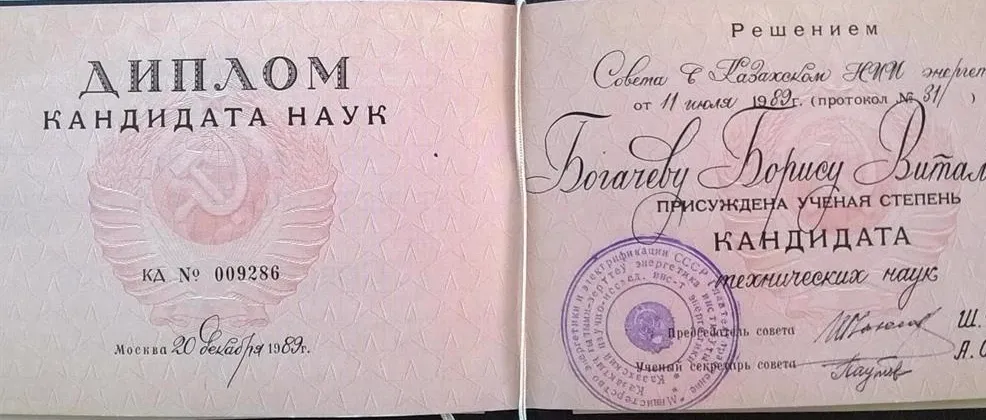 ДИПЛОМ
КАНДИДАТА НАУК
КД № 009286
Москва 20 декабря 1989г.
Решением
Совета в Казахском НИИ энергет
от 11 июля 1989г. (протокол № 31/ )
Богачеву Борису Витал
ПРИСУЖДЕНА УЧЕНАЯ СТЕПЕНЬ
КАНДИДАТА
технических наук
Председатель совета Ш.
Ученый секретарь совета А.